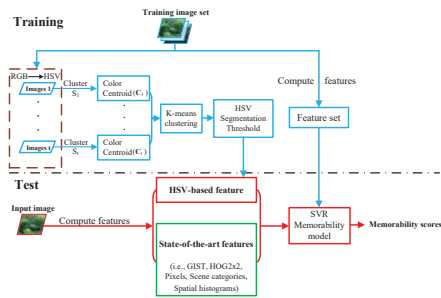 Training image set
Training
RGB → HSV
Images 1
Cluster
S₁
Color
Centroid(C₁)
Images t
Cluster
Sₜ
Color
Centroid(Cₜ)
K-means
clustering
HSV
Segmentation
Threshold
Compute features
Feature set
Test
Input image
Compute features
HSV-based feature
State-of-the-art features
(i.e., GIST, HOG2x2,
Pixels, Scene categories,
Spatial histograms)
SVR
Memorability
model
Memorability scores